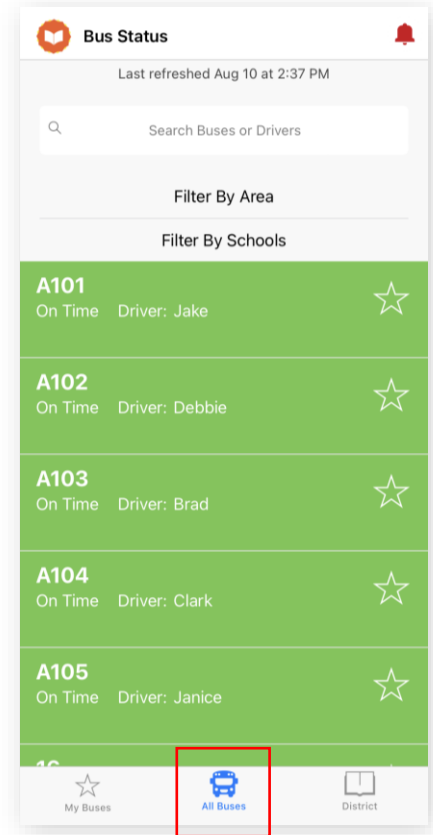 Bus Status
Last refreshed Aug 10 at 2:37 PM
Search Buses or Drivers
Filter By Area
Filter By Schools
A101
On Time Driver: Jake
A102
On Time Driver: Debbie
A103
On Time Driver: Brad
A104
On Time Driver: Clark
A105
On Time Driver: Janice
My Buses All Buses District